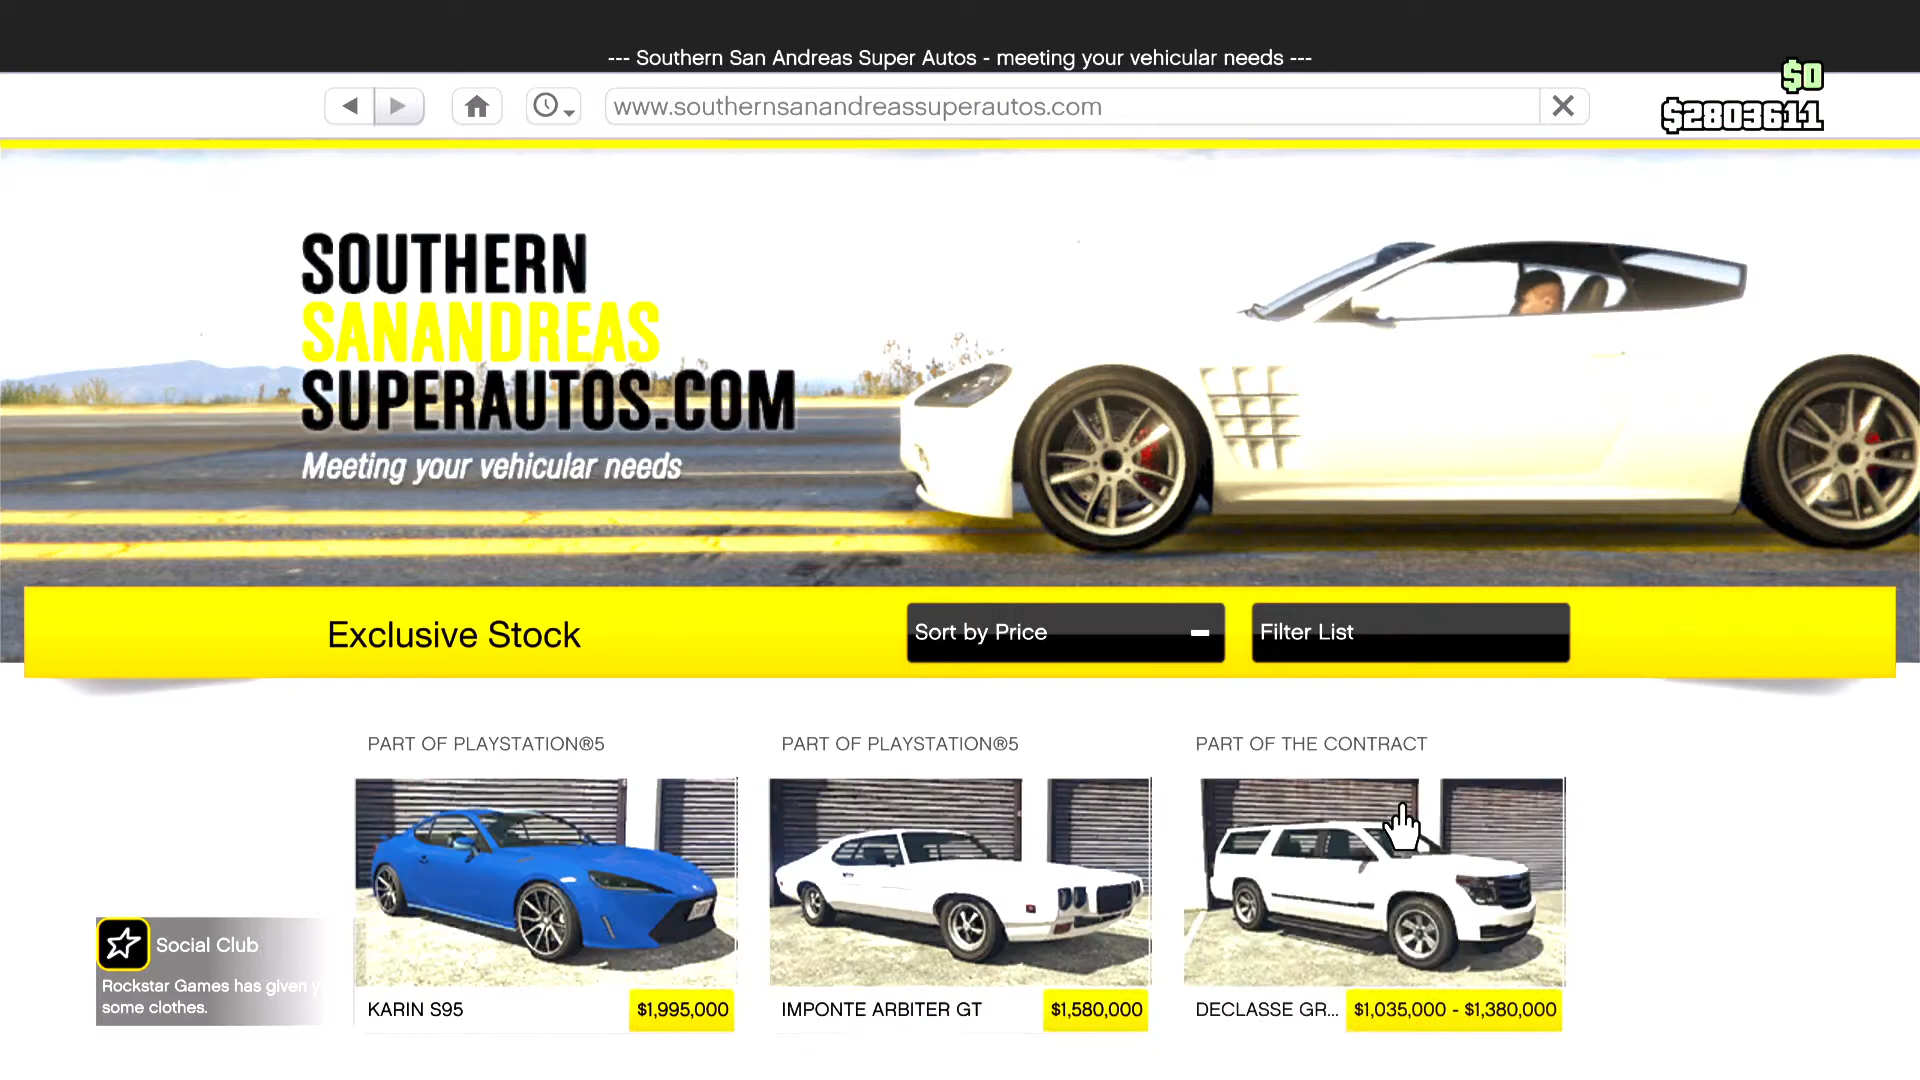 --- Southern San Andreas Super Autos - meeting your vehicular needs ---
www.southernsanandreassuperautos.com
$0
$2803611
SOUTHERN
SANANDREAS
SUPERAUTOS.COM
Meeting your vehicular needs
Exclusive Stock
Sort by Price
Filter List
PART OF PLAYSTATION®5
PART OF PLAYSTATION®5
PART OF THE CONTRACT
KARIN S95
$1,995,000
IMPONTE ARBITER GT
$1,580,000
DECLASSE GR...
$1,035,000 - $1,380,000
Social Club
Rockstar Games has given y
some clothes.